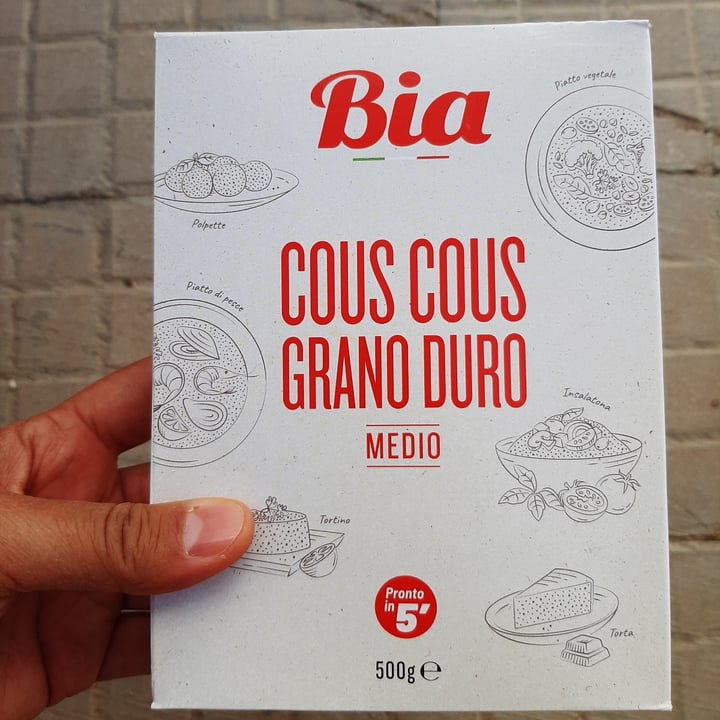 Bia
Piatto vegetale
Polpette
COUS COUS
GRANO DURO
Piatto di pesce
MEDIO
Insalatona
Tortino
Pronto
in 5'
Torta
500g ℮